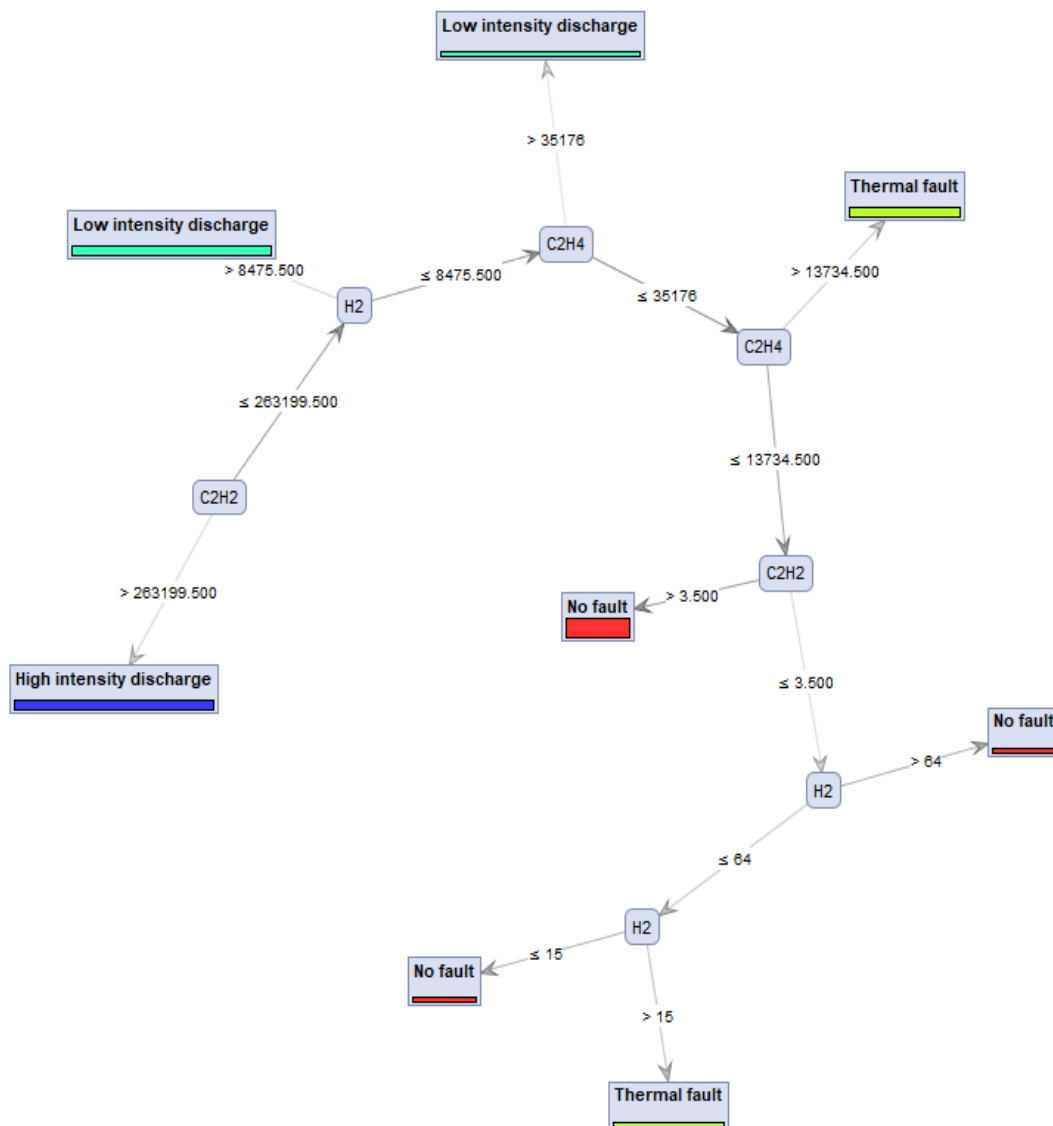 Low intensity discharge
> 35176
Thermal fault
Low intensity discharge
C2H4
> 8475.500
≤ 8475.500
> 13734.500
≤ 35176
H2
C2H4
≤ 263199.500
≤ 13734.500
C2H2
C2H2
> 263199.500
> 3.500
No fault
High intensity discharge
≤ 3.500
No fault
> 64
H2
≤ 64
H2
≤ 15
No fault
> 15
Thermal fault